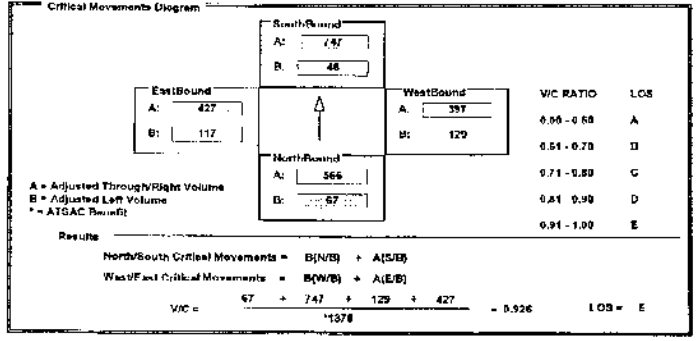 Critical Movements Diagram
SouthBound
A: 747
B: 46
EastBound
A: 427
B: 117
WestBound
A: 397
B: 129
NorthBound
A: 566
B: 67
V/C RATIO LOS
0.00 - 0.60 A
0.61 - 0.70 B
0.71 - 0.80 C
0.81 - 0.90 D
0.91 - 1.00 E
A = Adjusted Through/Right Volume
B = Adjusted Left Volume
* = ATSAC Benefit
Results
North/South Critical Movements = B(N/B) + A(S/B)
West/East Critical Movements = B(W/B) + A(E/B)
V/C = 67 + 747 + 129 + 427 = 0.926 LOS = E
*1376